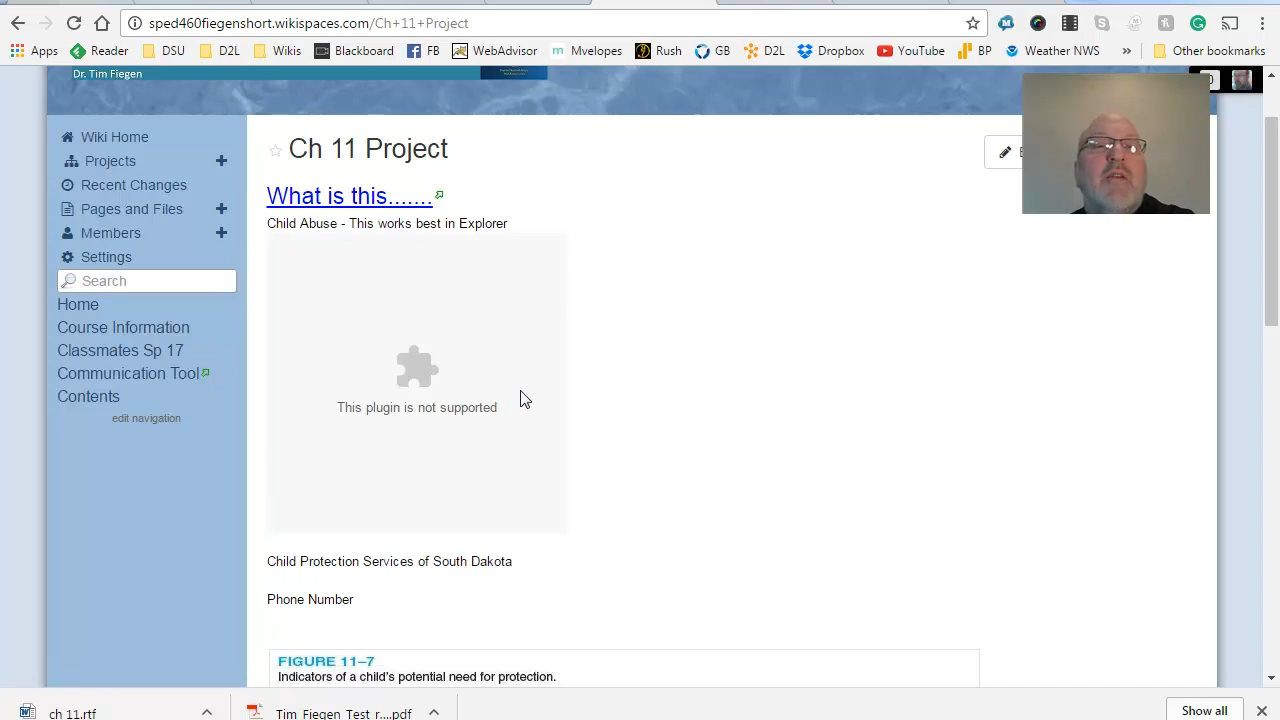 sped460fiegenshort.wikispaces.com/Ch+11+Project
Apps Reader DSU D2L Wikis Blackboard FB WebAdvisor Mvelopes Rush GB D2L Dropbox YouTube BP Weather NWS » Other bookmarks
Dr. Tim Fiegen
Wiki Home
Projects
Recent Changes
Pages and Files
Members
Settings
Search
Home
Course Information
Classmates Sp 17
Communication Tool
Contents
edit navigation
Ch 11 Project
What is this.......
Child Abuse - This works best in Explorer
This plugin is not supported
Child Protection Services of South Dakota
Phone Number
FIGURE 11–7
Indicators of a child's potential need for protection.
ch 11.rtf
Tim_Fiegen_Test_r....pdf
Show all